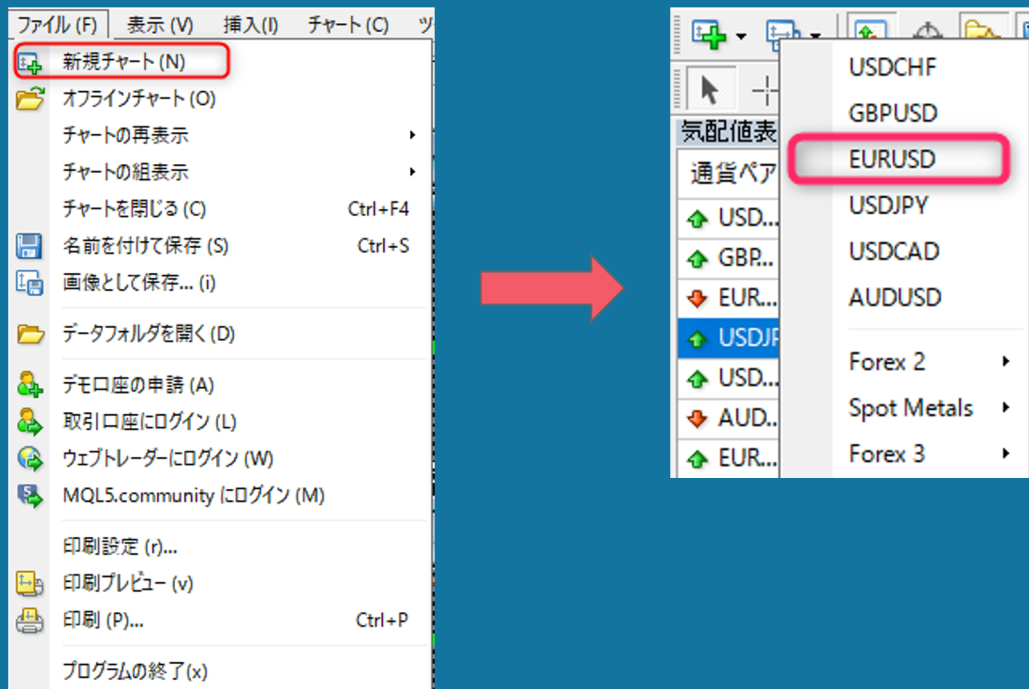 ファイル (F) 表示 (V) 挿入(I) チャート (C) ツ
新規チャート (N)
オフラインチャート (O)
チャートの再表示
チャートの組表示
チャートを閉じる (C) Ctrl+F4
名前を付けて保存 (S) Ctrl+S
画像として保存... (i)
データフォルダを開く (D)
デモ口座の申請 (A)
取引口座にログイン (L)
ウェブトレーダーにログイン (W)
MQL5.community にログイン (M)
印刷設定 (r)...
印刷プレビュー (v)
印刷 (P)... Ctrl+P
プログラムの終了(x)
気配値表
通貨ペア
USD...
GBP...
EUR...
USDJP
USD...
AUD...
EUR...
USDCHF
GBPUSD
EURUSD
USDJPY
USDCAD
AUDUSD
Forex 2
Spot Metals
Forex 3